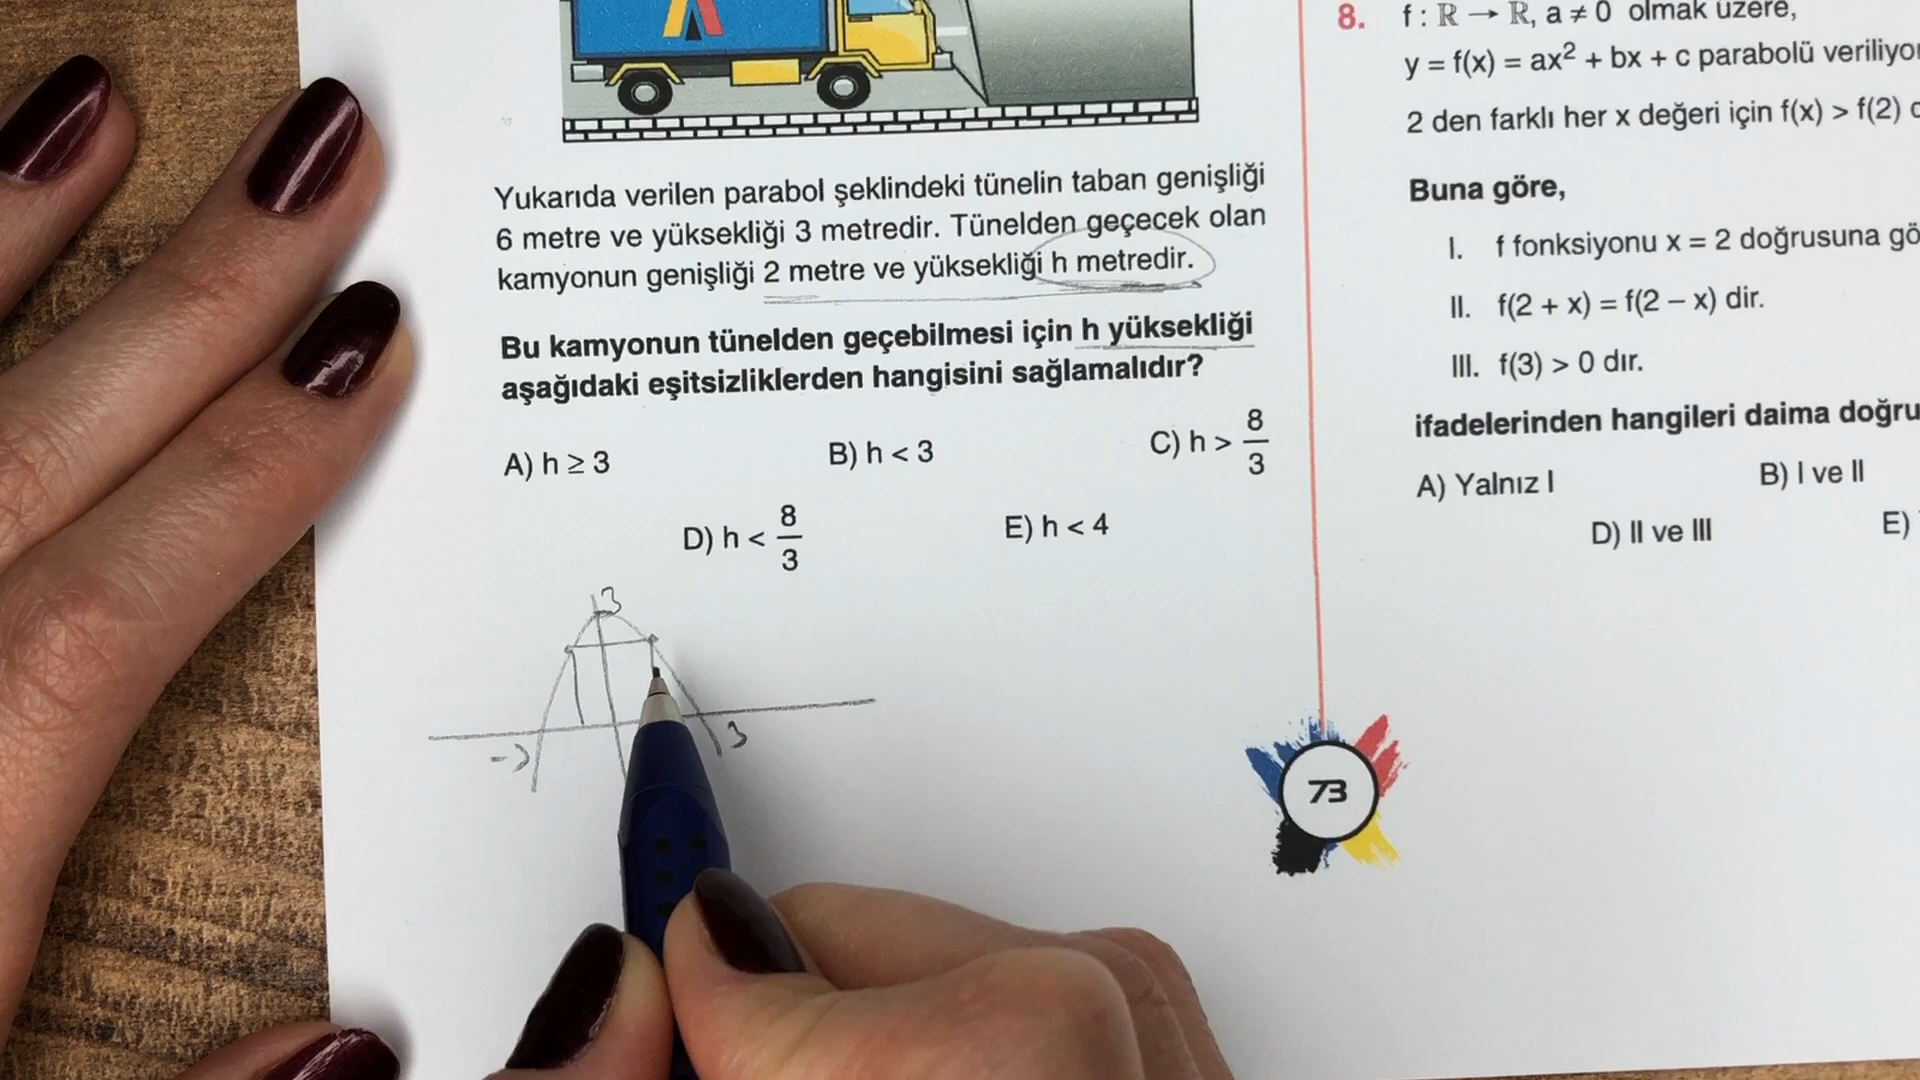 Yukarıda verilen parabol şeklindeki tünelin taban genişliği
6 metre ve yüksekliği 3 metredir. Tünelden geçecek olan
kamyonun genişliği 2 metre ve yüksekliği h metredir.
Bu kamyonun tünelden geçebilmesi için h yüksekliği
aşağıdaki eşitsizliklerden hangisini sağlamalıdır?
A) h ≥ 3 B) h < 3 C) h > 8/3
D) h < 8/3 E) h < 4
3
-3 3
73
8. f : ℝ → ℝ, a ≠ 0 olmak üzere,
y = f(x) = ax² + bx + c parabolü
2 den farklı her x değeri için f(x) > f(2)
Buna göre,
I. f fonksiyonu x = 2 doğrusuna
II. f(2 + x) = f(2 – x) dir.
III. f(3) > 0 dır.
ifadelerinden hangileri daima
A) Yalnız I B) I ve II
D) II ve III E)